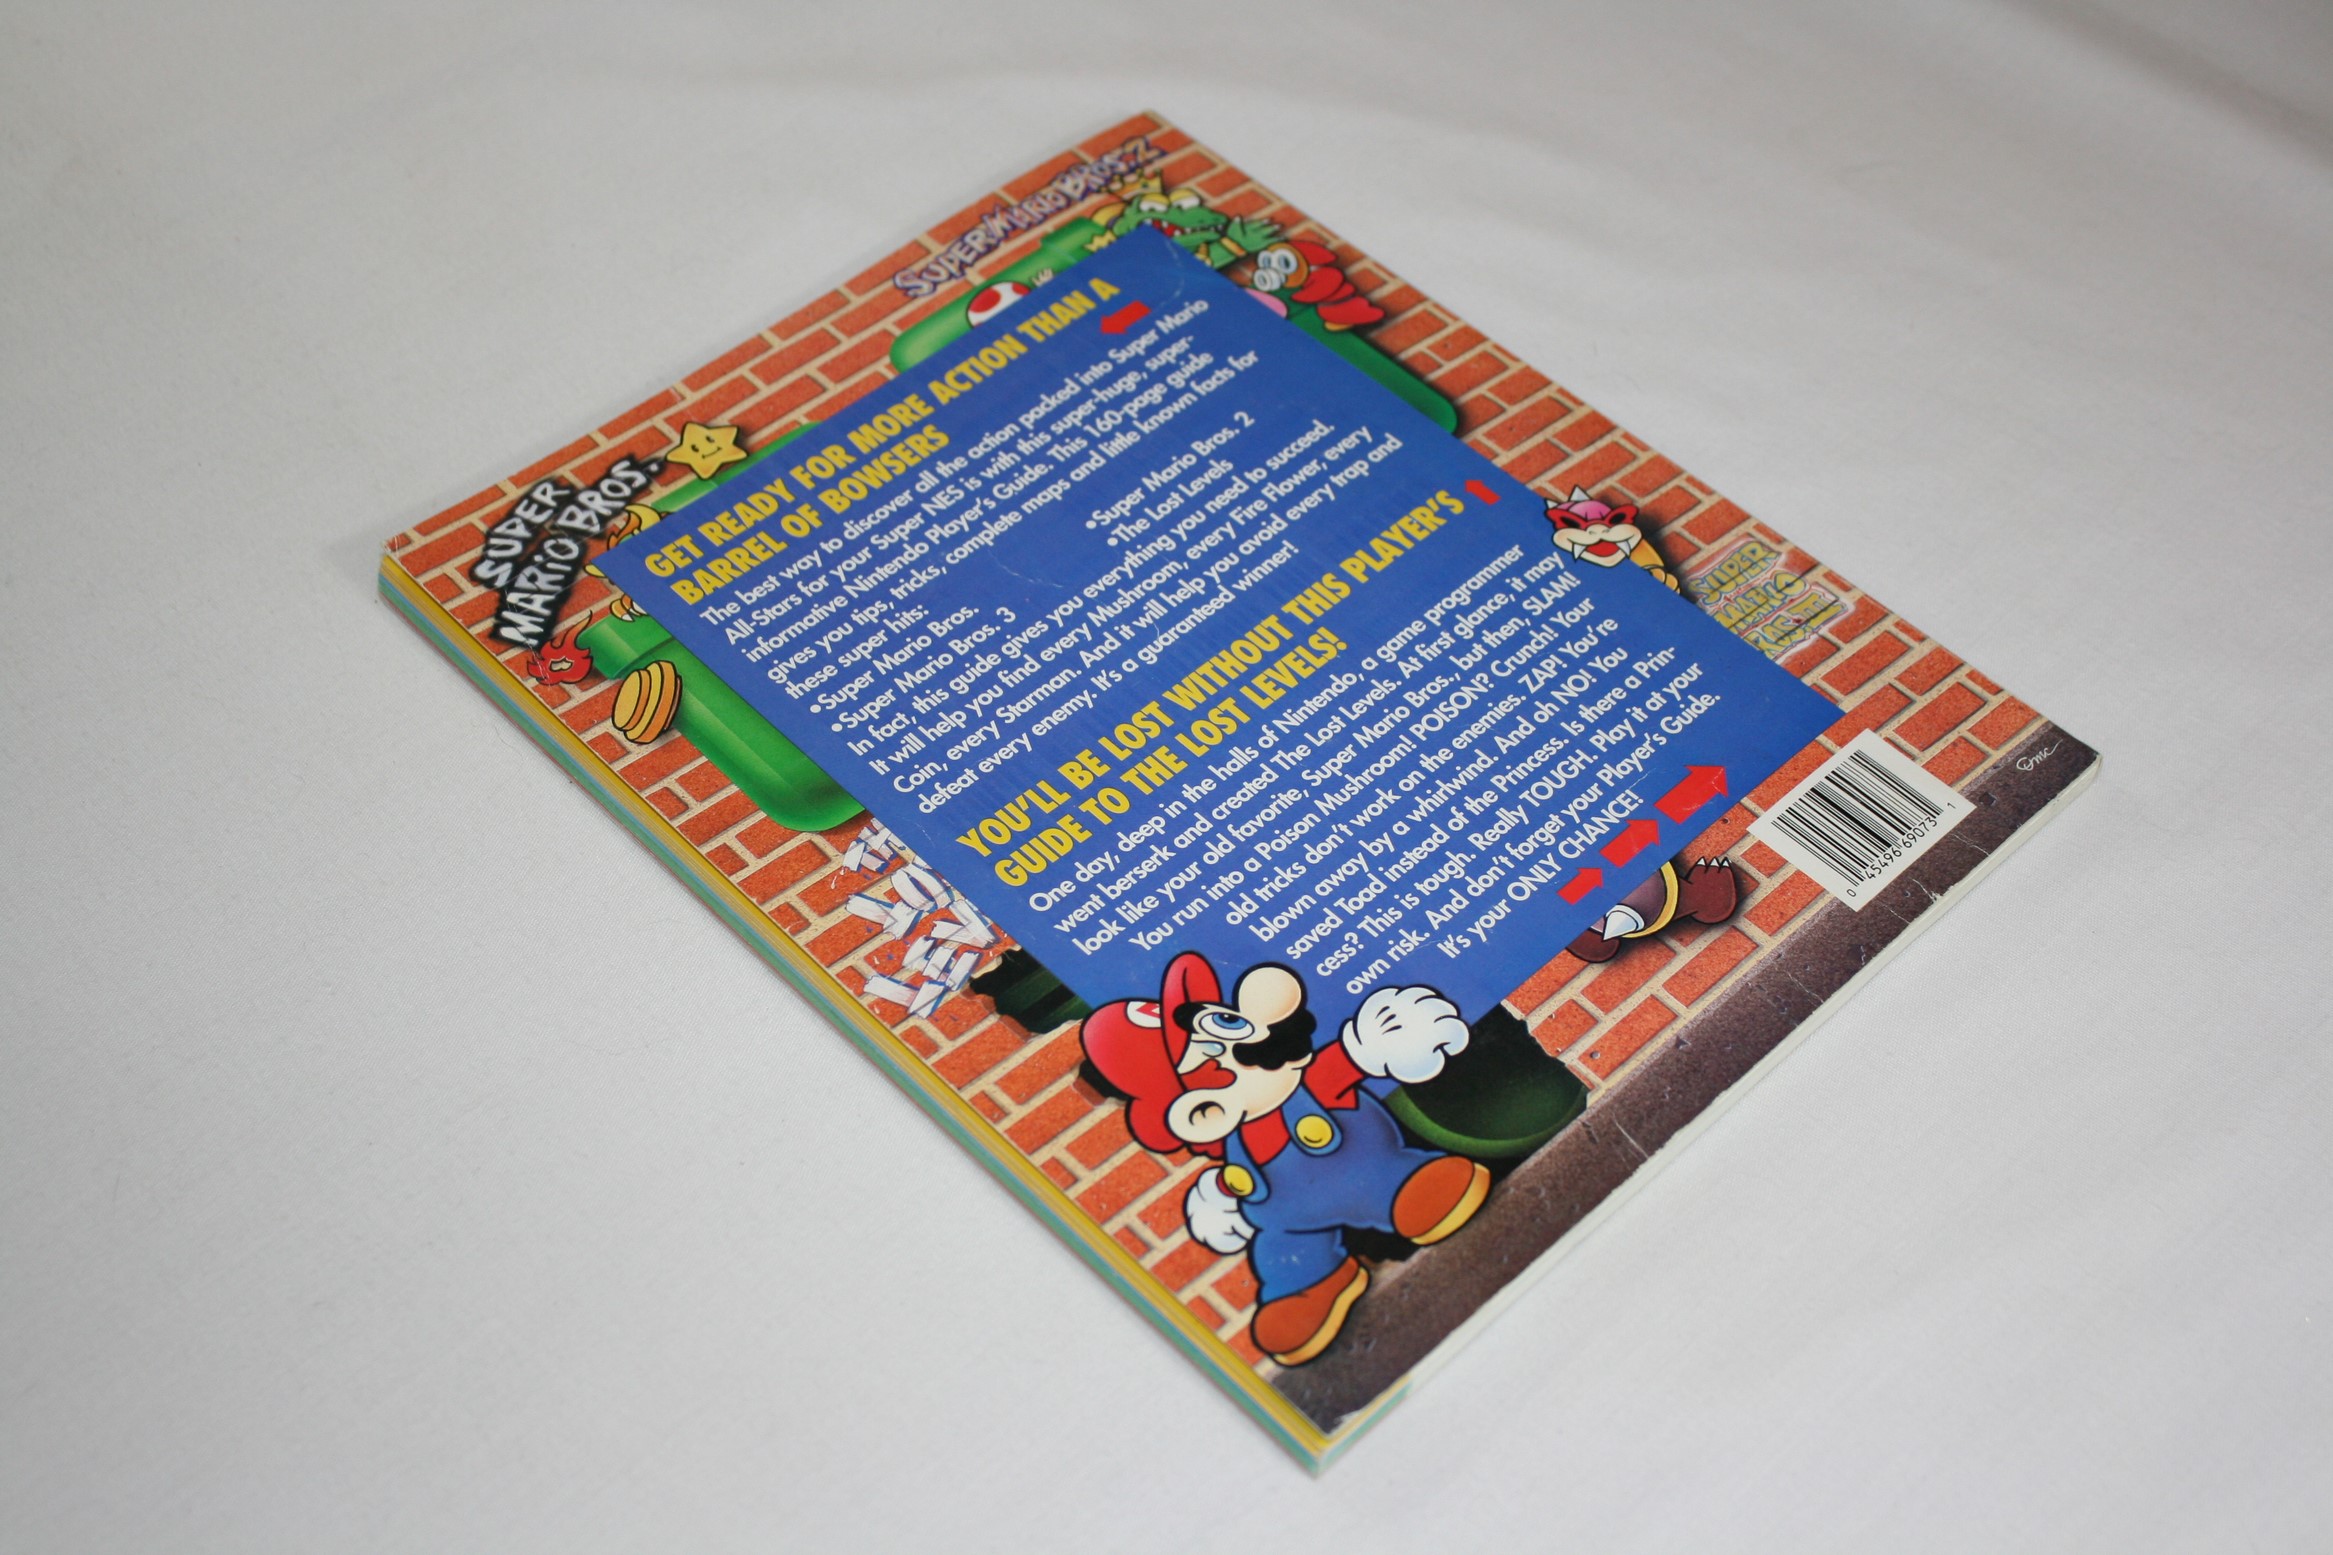 SUPER MARIO BROS. 2
SUPER
MARIO BROS.
GET READY FOR MORE ACTION THAN A
BARREL OF BOWSERS
The best way to discover all the action packed into Super Mario
All-Stars for your Super NES is with this super-huge, super-
informative Nintendo Player's Guide. This 160-page guide
gives you tips, tricks, complete maps and little known facts for
these super hits:
•Super Mario Bros.
•Super Mario Bros. 2
•Super Mario Bros. 3
•The Lost Levels
In fact, this guide gives you everything you need to succeed.
It will help you find every Mushroom, every Fire Flower, every
Coin, every Starman. And it will help you avoid every trap and
defeat every enemy. It's a guaranteed winner!
YOU'LL BE LOST WITHOUT THIS PLAYER'S
GUIDE TO THE LOST LEVELS!
One day, deep in the halls of Nintendo, a game programmer
went berserk and created The Lost Levels. At first glance, it may
look like your old favorite, Super Mario Bros., but then, SLAM!
You run into a Poison Mushroom! POISON? Crunch! Your
old tricks don't work on the enemies. ZAP! You're
blown away by a whirlwind. And oh NO! You
saved Toad instead of the Princess. Is there a Prin-
cess? This is tough. Really TOUGH. Play it at your
own risk. And don't forget your Player's Guide.
It's your ONLY CHANCE!
SUPER
MARIO
0 45496 69073 1